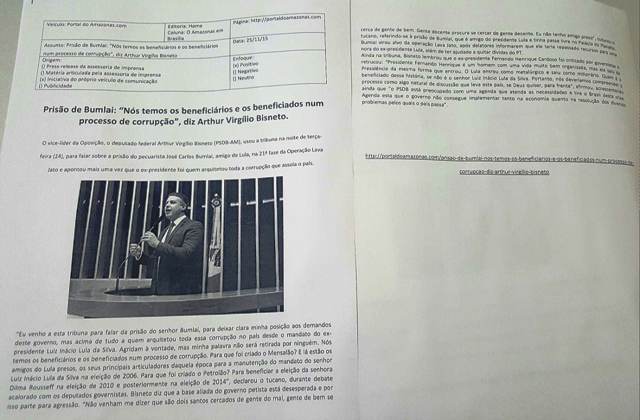 Veículo: Portal do Amazonas.com
Editoria: Home
Coluna: O Amazonas em Brasília
Página: http://portaldoamazonas.com/
Assunto: Prisão de Bumlai: "Nós temos os beneficiários e os beneficiados
num processo de corrupção", diz Arthur Virgílio Bisneto
Data: 25/11/15
Origem:
() Press-release da assessoria de imprensa
() Matéria articulada pela assessoria de imprensa
(x) Iniciativa do próprio veículo de comunicação
() Publicidade
Enfoque:
(x) Positivo
() Negativo
() Neutro
Prisão de Bumlai: "Nós temos os beneficiários e os beneficiados num
processo de corrupção", diz Arthur Virgílio Bisneto.
O vice-líder da Oposição, o deputado federal Arthur Virgílio Bisneto (PSDB-AM), usou a tribuna na noite de terça-
feira (24), para falar sobre a prisão do pecuarista José Carlos Bumlai, amigo de Lula, na 21ª fase da Operação Lava
Jato e apontou mais uma vez que o ex-presidente foi quem arquitetou toda a corrupção que assola o país.
"Eu venho a esta tribuna para falar da prisão do senhor Bumlai, para deixar clara minha posição aos demandos
deste governo, mas acima de tudo a quem arquitetou toda essa corrupção no país desde o mandato do ex-
presidente Luiz Inácio Lula da Silva. Agridam à vontade, mas minha palavra não será retirada por ninguém. Nós
temos os beneficiários e os beneficiados num processo de corrupção. Para que foi criado o Mensalão? E lá estão os
amigos do Lula presos, os seus principais articuladores daquela época para a manutenção do mandato do senhor
Luiz Inácio Lula da Silva na eleição de 2006. Para que foi criado o Petrolão? Para beneficiar a eleição da senhora
Dilma Rousseff na eleição de 2010 e posteriormente na eleição de 2014", declarou o tucano, durante debate
acalorado com os deputados governistas. Bisneto diz que a base aliada do governo petista está desesperada e por
isso parte para agressão. "Não venham me dizer que são dois santos cercados de gente do mal, gente de bem se
cerca de gente de bem. Gente decente procura se cercar de gente decente. Eu não tenho amigo preso",
tucano, referindo-se à prisão de Bumlai, que é amigo do presidente Lula e tinha passe livre no Palácio do Planalto.
Bumlai virou alvo da operação Lava Jato, após delatores informarem que ele teria repassado recursos para uma
nora do ex-presidente Lula, além de ter ajudado a quitar dívidas do PT.
Ainda na tribuna, Bisneto lembrou que o ex-presidente Fernando Henrique Cardoso foi criticado por
retrucou: "Presidente Fernando Henrique é um homem com uma vida muito bem organizada, mas ele saiu da
Presidência da mesma forma que entrou. O Lula entrou como metalúrgico e saiu como milionário. Quem é o
beneficiado desse história, se não é o senhor Luiz Inácio Lula da Silva. Portanto, nós deveríamos
processo como algo natural de discussão que leve este país, se Deus quiser, para frente", afirmou,
ainda que "o PSDB está preocupado com uma agenda que atenda as necessidades e tire o Brasil desta crise.
Agenda esta que o governo não consegue implementar tanto na economia quanto na resolução dos diversos
problemas pelos quais o país passa".
http://portaldoamazonas.com/prisao-de-bumlai-nos-temos-os-beneficiarios-e-os-beneficiados-num-processo-de-
corrupcao-diz-arthur-virgilio-bisneto